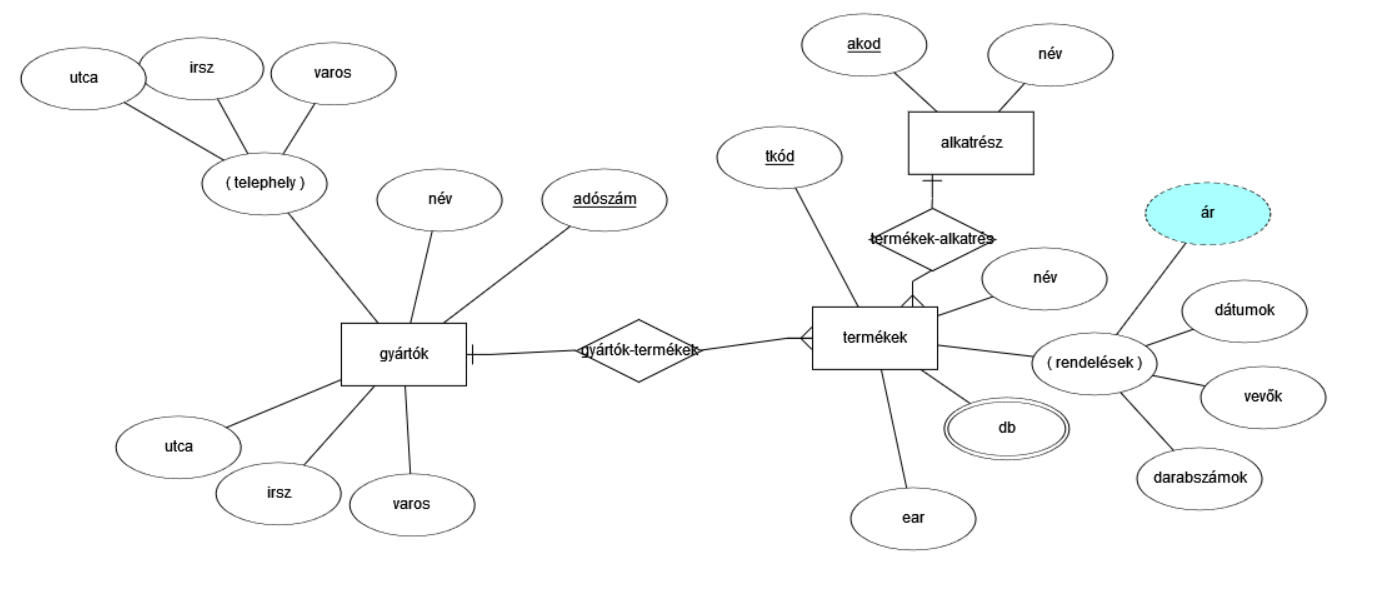 akod
név
utca
irsz
varos
alkatrész
tkód
( telephely )
név
adószám
ár
termékek-alkatrés
név
dátumok
gyártók
gyártók-termékek
termékek
( rendelések )
vevők
db
utca
irsz
varos
darabszámok
ear